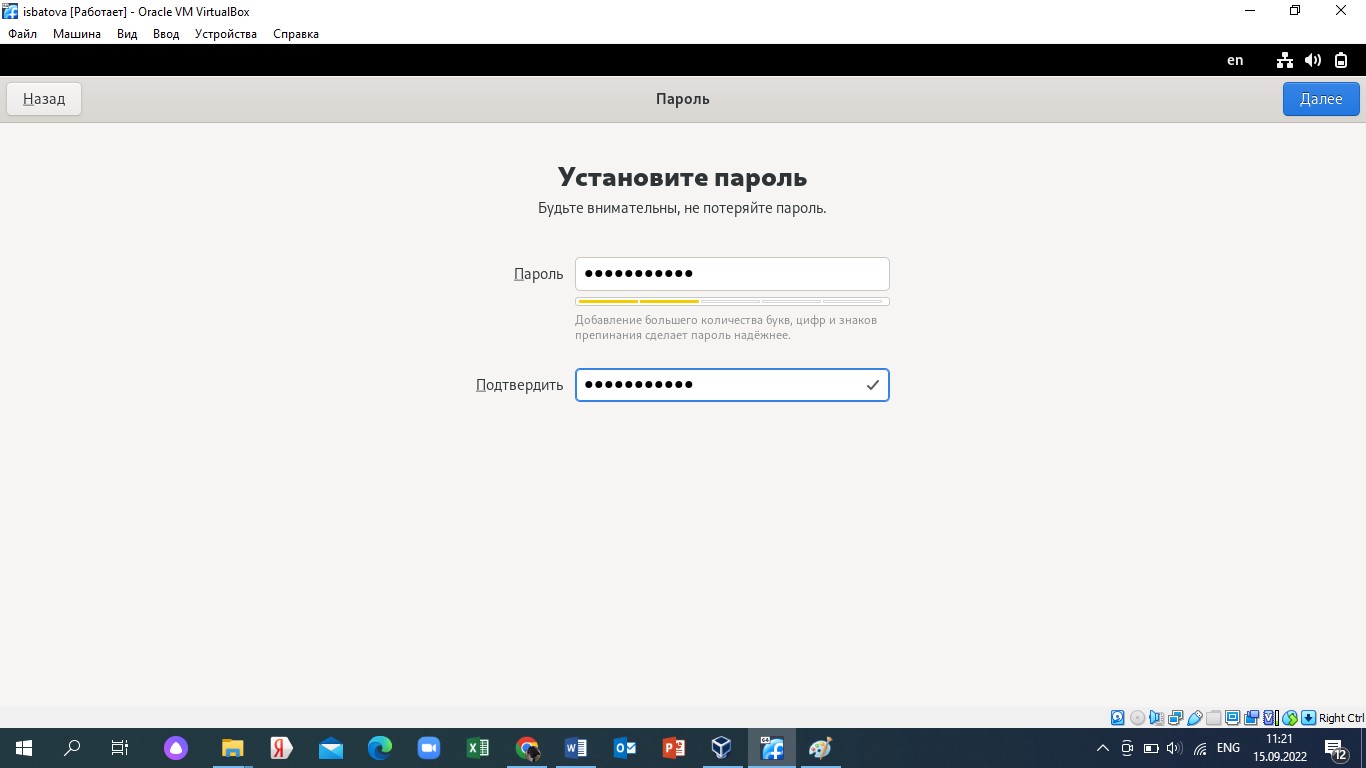 isbatova [Работает] - Oracle VM VirtualBox
Файл Машина Вид Ввод Устройства Справка
en
Назад Пароль Далее
Установите пароль
Будьте внимательны, не потеряйте пароль.
Пароль ●●●●●●●●●●●
Добавление большего количества букв, цифр и знаков
препинания сделает пароль надёжнее.
Подтвердить ●●●●●●●●●●●
Right Ctrl
ENG 11:21
15.09.2022
12